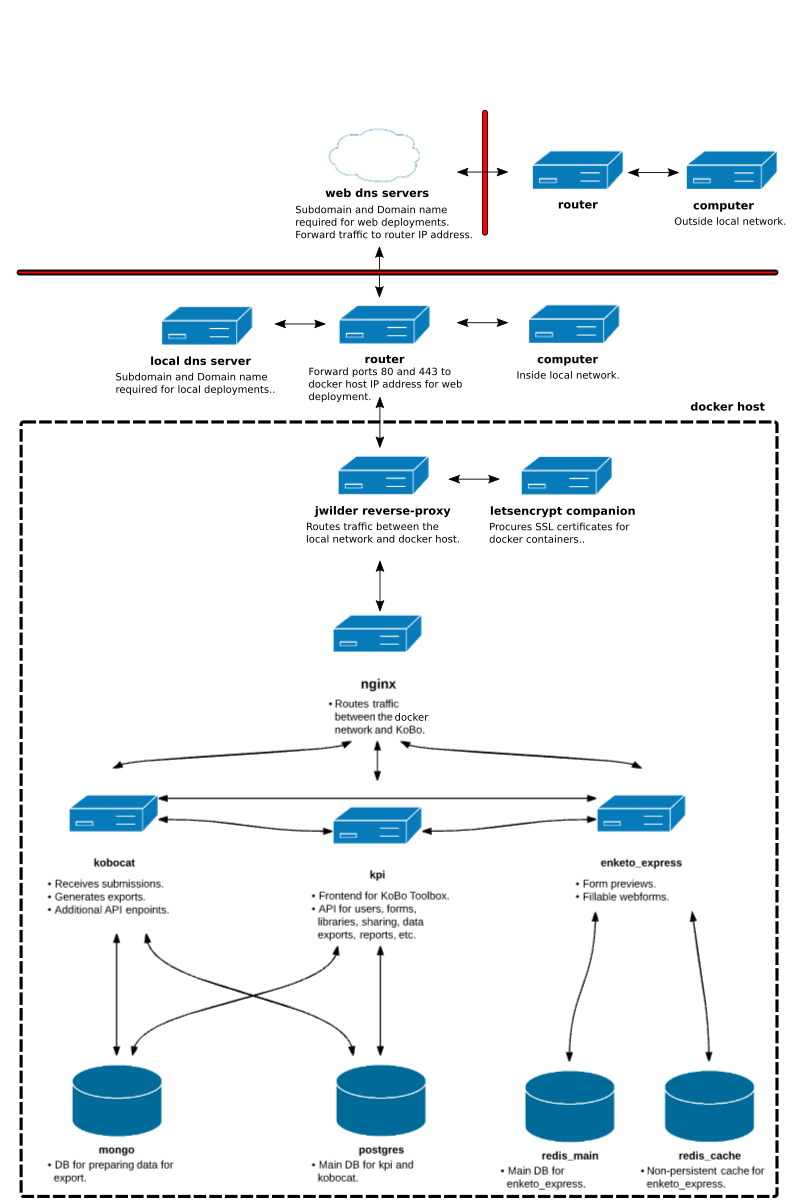 web dns servers
Subdomain and Domain name
required for web deployments.
Forward traffic to router IP address.
router
computer
Outside local network.
local dns server
Subdomain and Domain name
required for local deployments..
router
Forward ports 80 and 443 to
docker host IP address for web
deployment.
computer
Inside local network.
docker host
jwilder reverse-proxy
Routes traffic between the
local network and docker host.
letsencrypt companion
Procures SSL certificates for
docker containers..
nginx
• Routes traffic
between the docker
network and KoBo.
kobocat
• Receives submissions.
• Generates exports.
• Additional API enpoints.
kpi
• Frontend for KoBo Toolbox.
• API for users, forms,
libraries, sharing, data
exports, reports, etc.
enketo_express
• Form previews.
• Fillable webforms.
mongo
• DB for preparing data for
export.
postgres
• Main DB for kpi and
kobocat.
redis_main
• Main DB for
enketo_express.
redis_cache
• Non-persistent cache for
enketo_express.